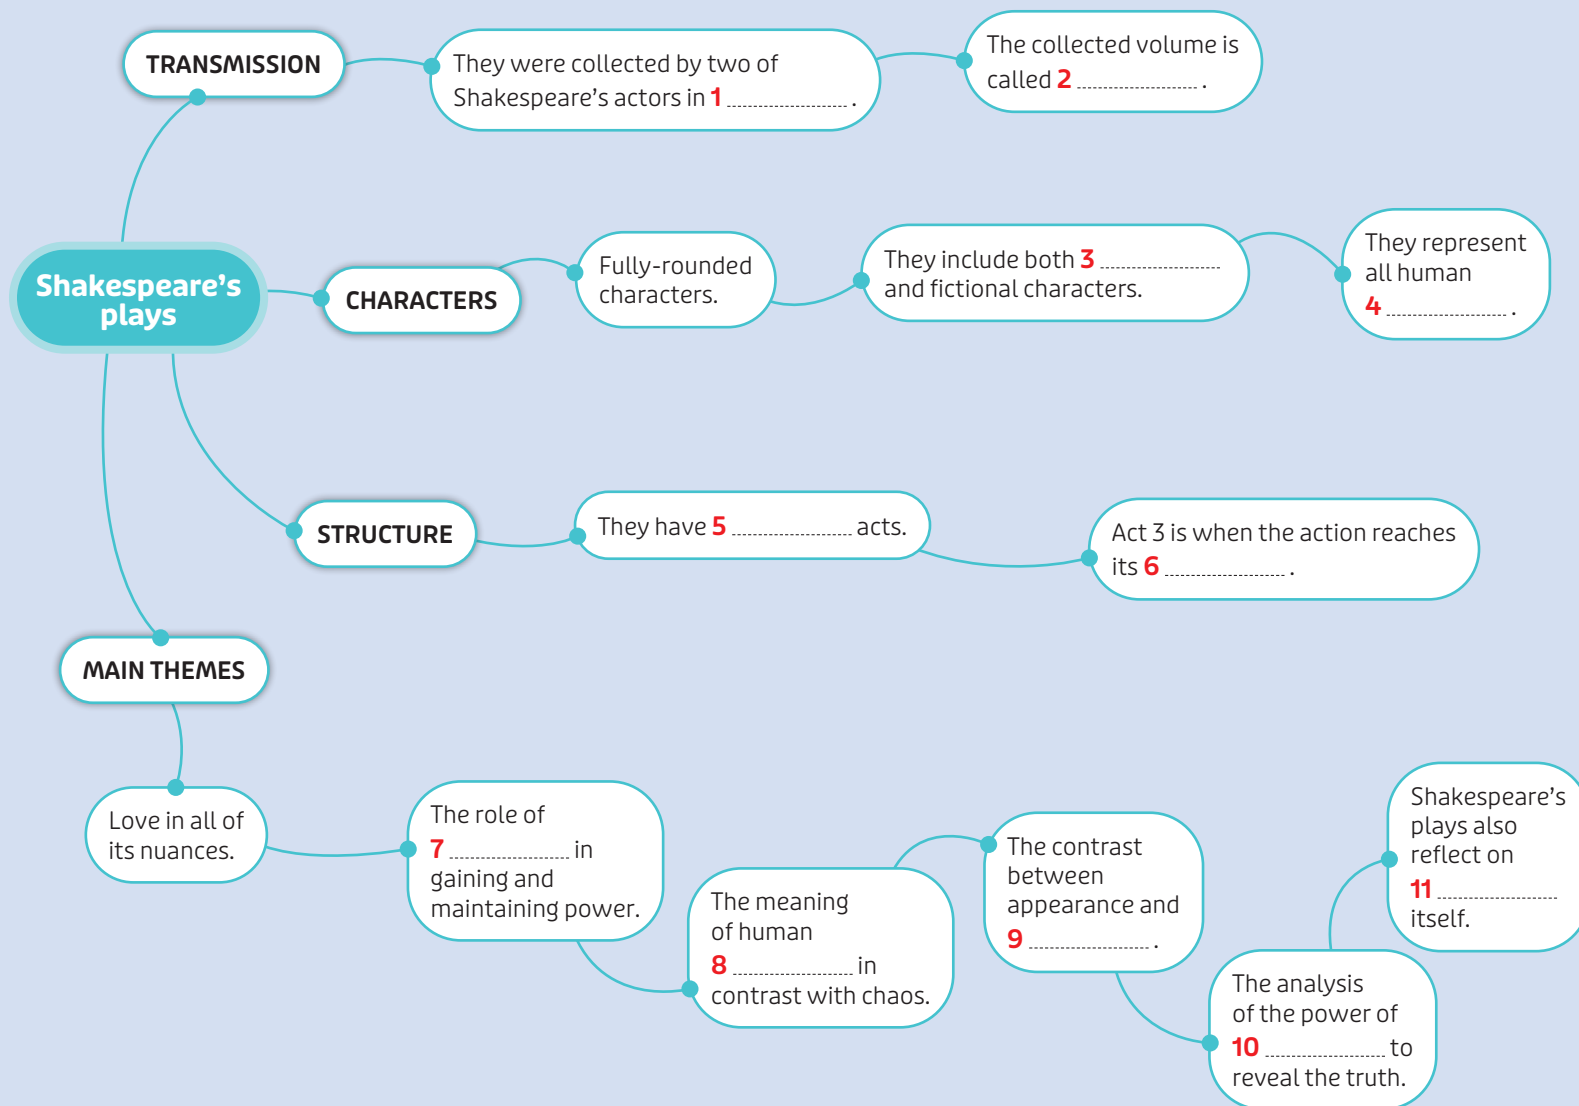 Shakespeare's
plays
TRANSMISSION
They were collected by two of
Shakespeare's actors in 1 .................... .
The collected volume is
called 2 .................... .
CHARACTERS
Fully-rounded
characters.
They include both 3 ....................
and fictional characters.
They represent
all human
4 .................... .
STRUCTURE
They have 5 .................... acts.
Act 3 is when the action reaches
its 6 .................... .
MAIN THEMES
Love in all of
its nuances.
The role of
7 .................... in
gaining and
maintaining power.
The meaning
of human
8 .................... in
contrast with chaos.
The contrast
between
appearance and
9 .................... .
The analysis
of the power of
10 .................... to
reveal the truth.
Shakespeare's
plays also
reflect on
11 ....................
itself.